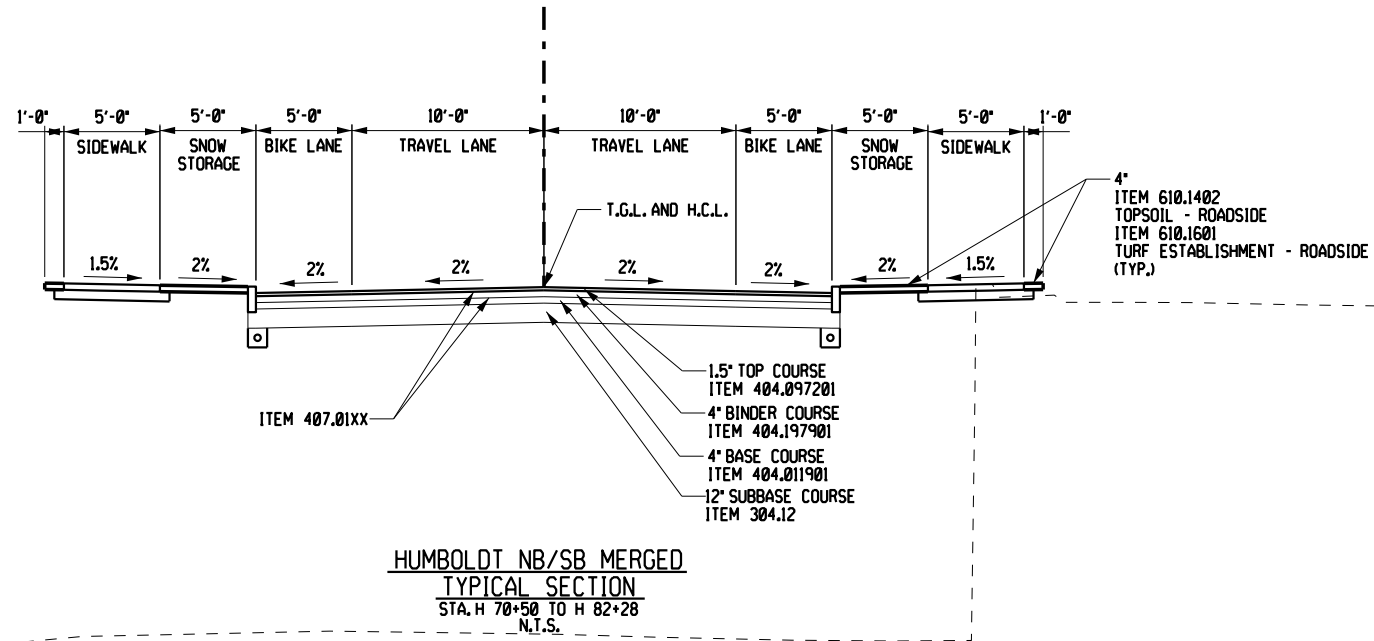 1'-0" 5'-0" 5'-0" 5'-0" 10'-0" 10'-0" 5'-0" 5'-0" 5'-0" 1'-0"
SIDEWALK SNOW STORAGE BIKE LANE TRAVEL LANE TRAVEL LANE BIKE LANE SNOW STORAGE SIDEWALK
4"
ITEM 610.1402
TOPSOIL - ROADSIDE
ITEM 610.1601
TURF ESTABLISHMENT - ROADSIDE
(TYP.)
T.G.L. AND H.C.L.
1.5% 2% 2% 2% 2% 2% 2% 1.5%
1.5" TOP COURSE
ITEM 404.097201
ITEM 407.01XX
4" BINDER COURSE
ITEM 404.197901
4" BASE COURSE
ITEM 404.011901
12" SUBBASE COURSE
ITEM 304.12
HUMBOLDT NB/SB MERGED
TYPICAL SECTION
STA. H 70+50 TO H 82+28
N.T.S.